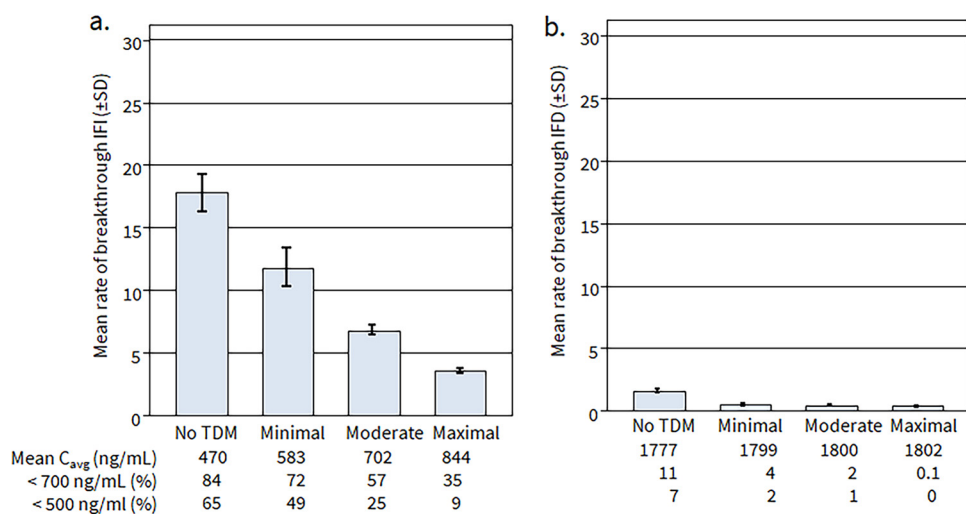 a.
Mean rate of breakthrough IFI (±SD)
30
25
20
15
10
5
0
No TDM Minimal Moderate Maximal
Mean Cavg (ng/mL) 470 583 702 844
< 700 ng/mL (%) 84 72 57 35
< 500 ng/ml (%) 65 49 25 9
b.
Mean rate of breakthrough IFD (±SD)
30
25
20
15
10
5
0
No TDM Minimal Moderate Maximal
1777 1799 1800 1802
11 4 2 0.1
7 2 1 0